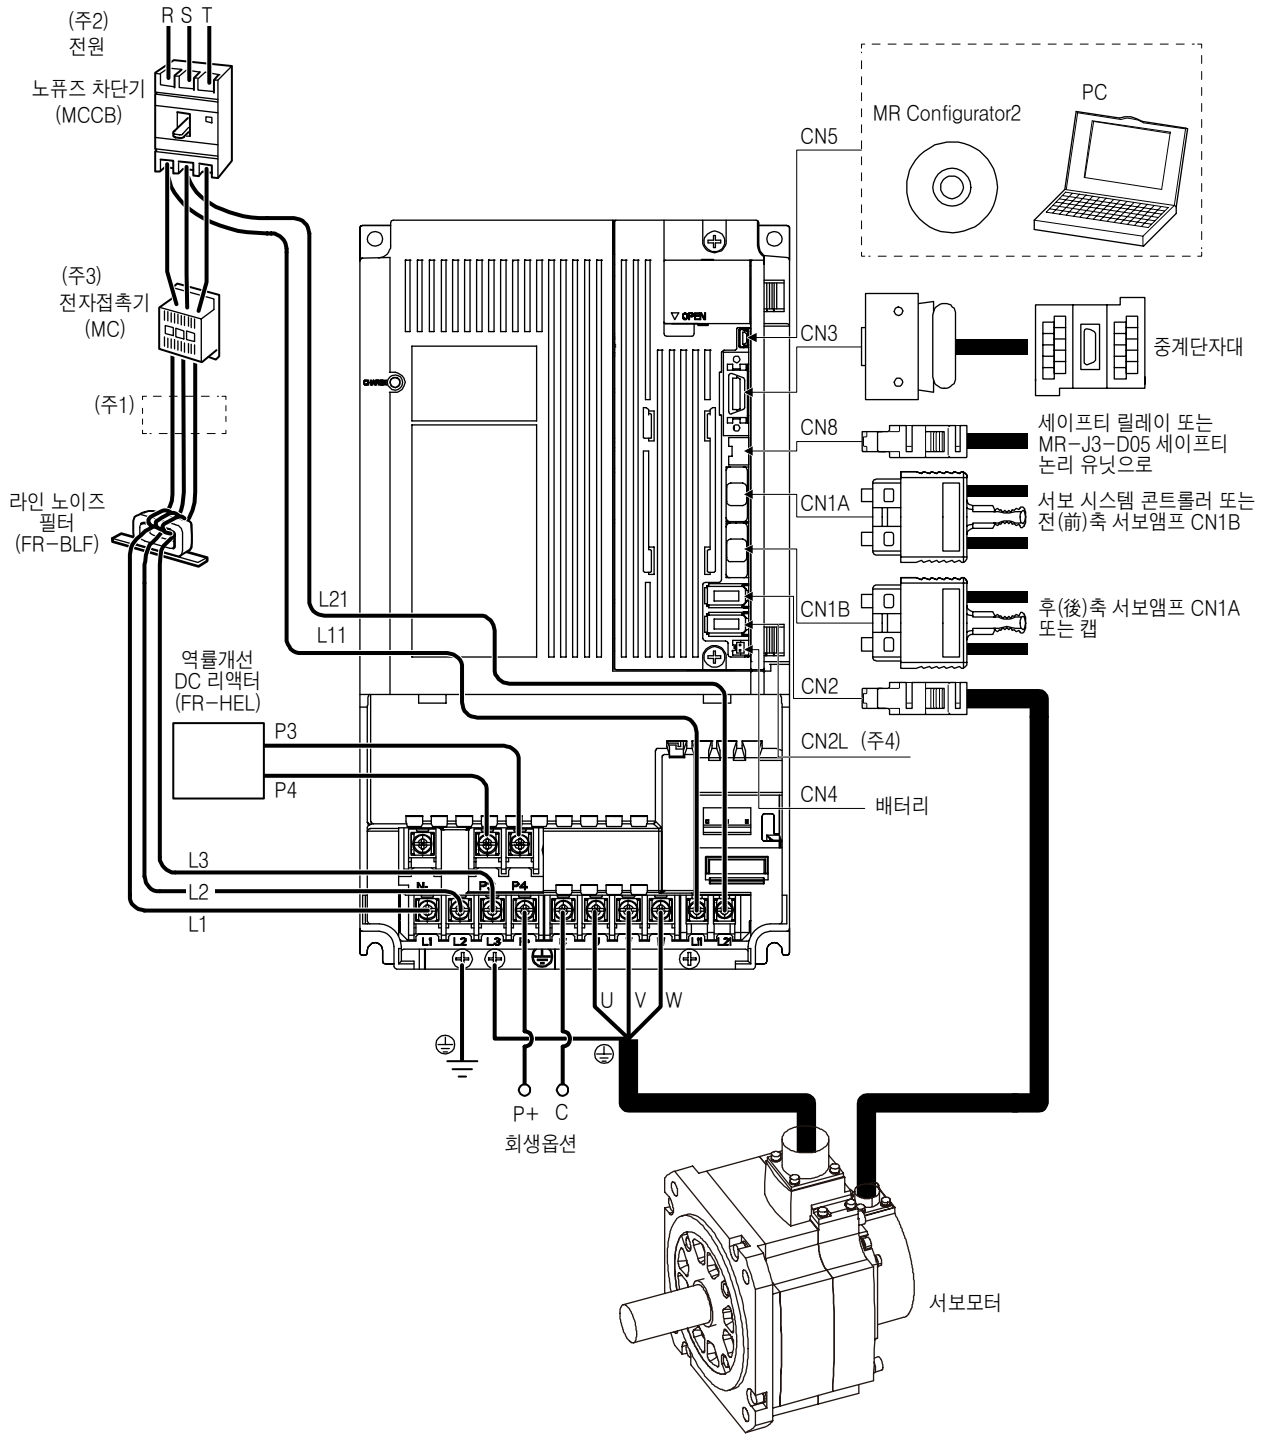 (주2)
전원
R S T
노퓨즈 차단기
(MCCB)
CN5
MR Configurator2
PC
(주3)
전자접촉기
(MC)
▽ OPEN
CN3
중계단자대
CHARGE
(주1)
CN8
세이프티 릴레이 또는
MR-J3-D05 세이프티
논리 유닛으로
라인 노이즈
필터
(FR-BLF)
CN1A
서보 시스템 콘트롤러 또는
전(前)축 서보앰프 CN1B
L21
L11
CN1B
후(後)축 서보앰프 CN1A
또는 캡
역률개선
DC 리액터
(FR-HEL)
CN2
P3
P4
CN2L (주4)
CN4
배터리
L3
L2
L1
N-
P4
L1 L2 L3
L11 L21
U V W
P+ C
회생옵션
서보모터